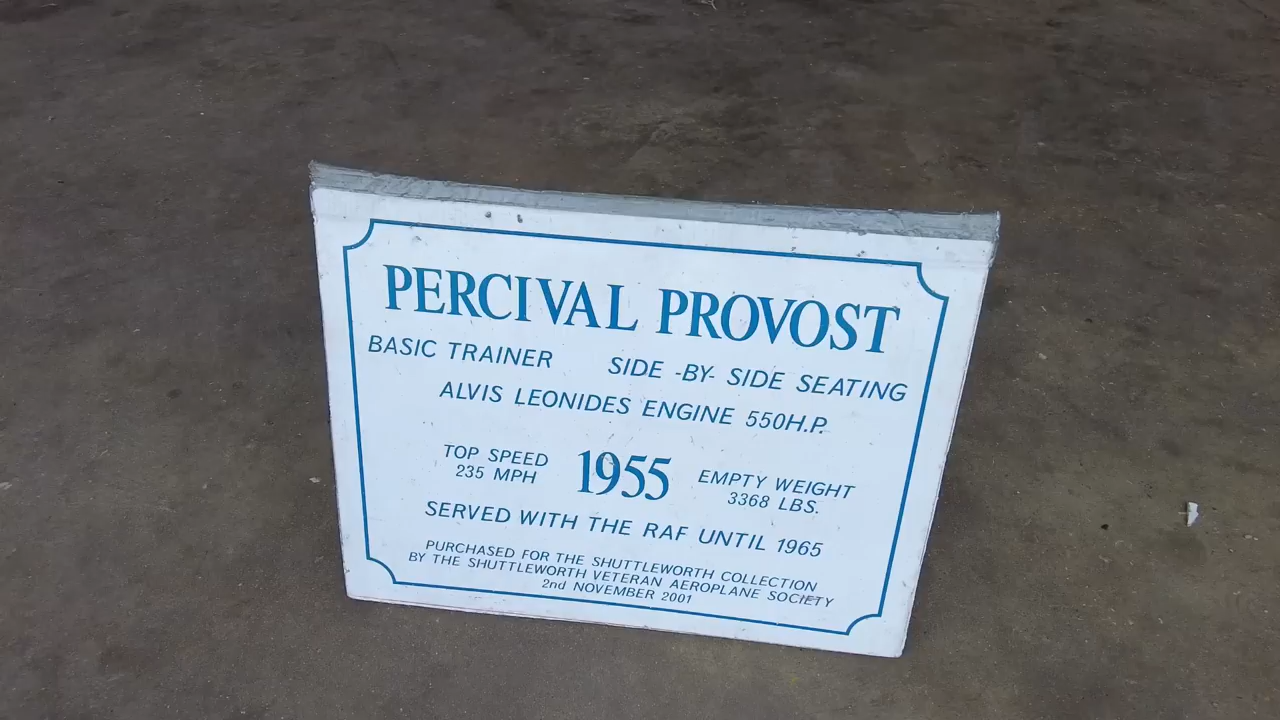 PERCIVAL PROVOST
BASIC TRAINER SIDE -BY- SIDE SEATING
ALVIS LEONIDES ENGINE 550H.P.
TOP SPEED
235 MPH
1955
EMPTY WEIGHT
3368 LBS.
SERVED WITH THE RAF UNTIL 1965
PURCHASED FOR THE SHUTTLEWORTH COLLECTION
BY THE SHUTTLEWORTH VETERAN AEROPLANE SOCIETY
2nd NOVEMBER 2001